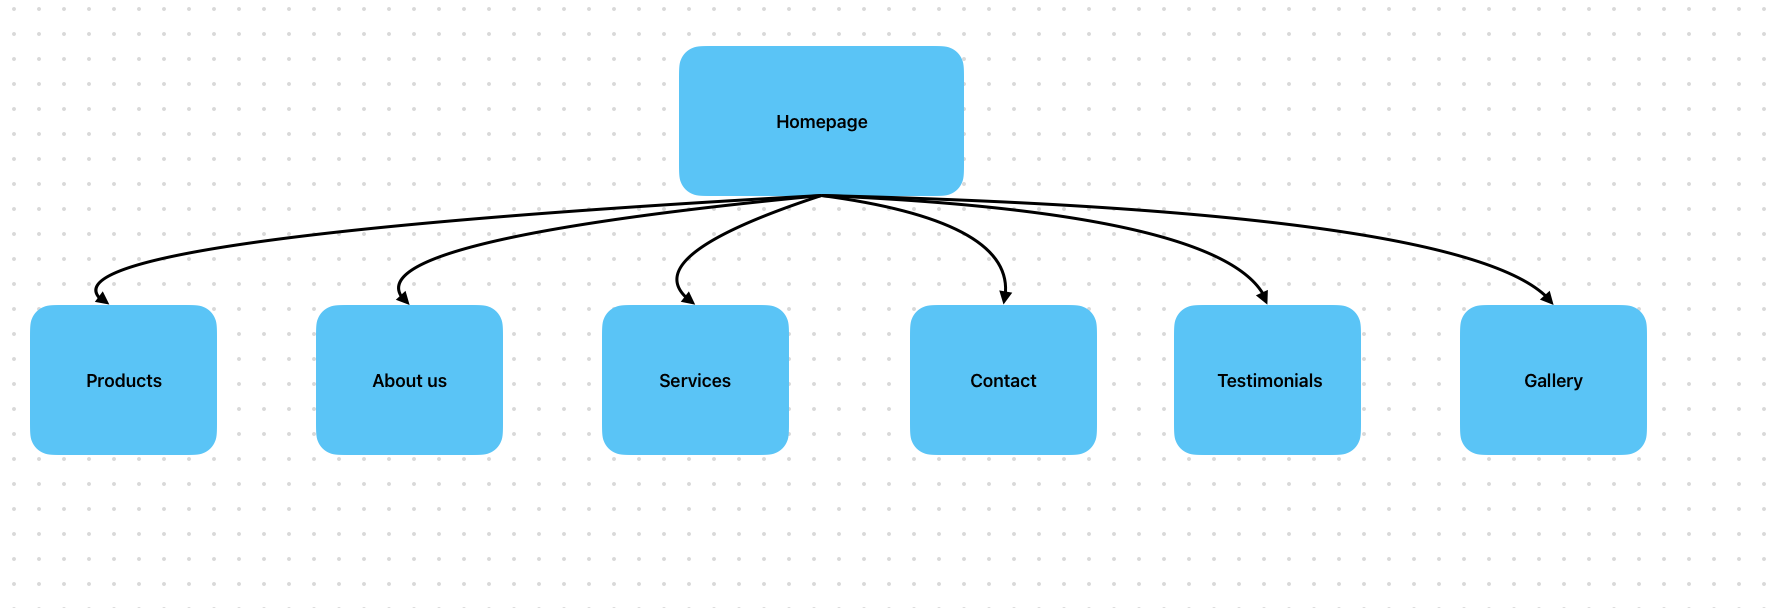 Homepage
Products
About us
Services
Contact
Testimonials
Gallery